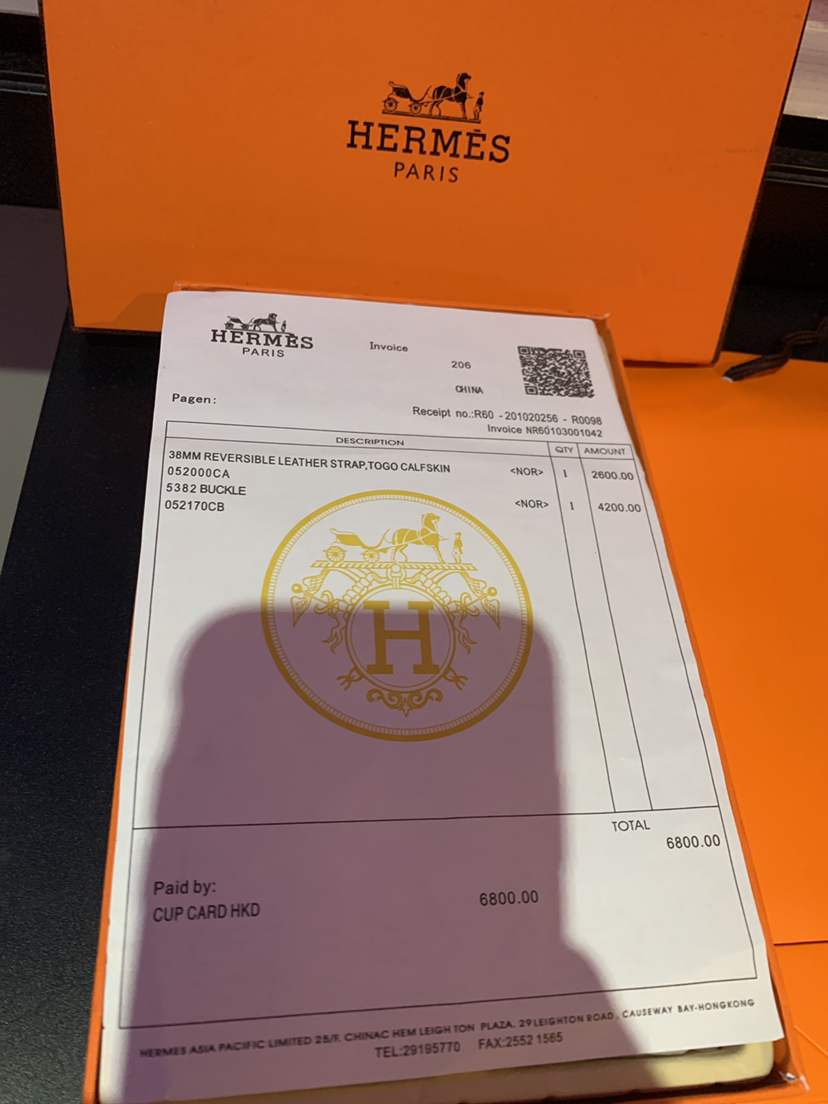 HERMÈS
PARIS
HERMÈS
PARIS
Invoice
206
CHINA
Pagen:
Receipt no.:R60 - 201020256 - R0098
Invoice NR60103001042
DESCRIPTION QTY AMOUNT
38MM REVERSIBLE LEATHER STRAP,TOGO CALFSKIN <NOR> 1 2600.00
052000CA
5382 BUCKLE
052170CB <NOR> 1 4200.00
H
TOTAL
6800.00
Paid by:
CUP CARD HKD 6800.00
HERMES ASIA PACIFIC LIMITED 25/F. CHINAC HEM LEIGH TON PLAZA. 29LEIGHTON ROAD, CAUSEWAY BAY-HONGKONG
TEL:29195770 FAX:2552 1565